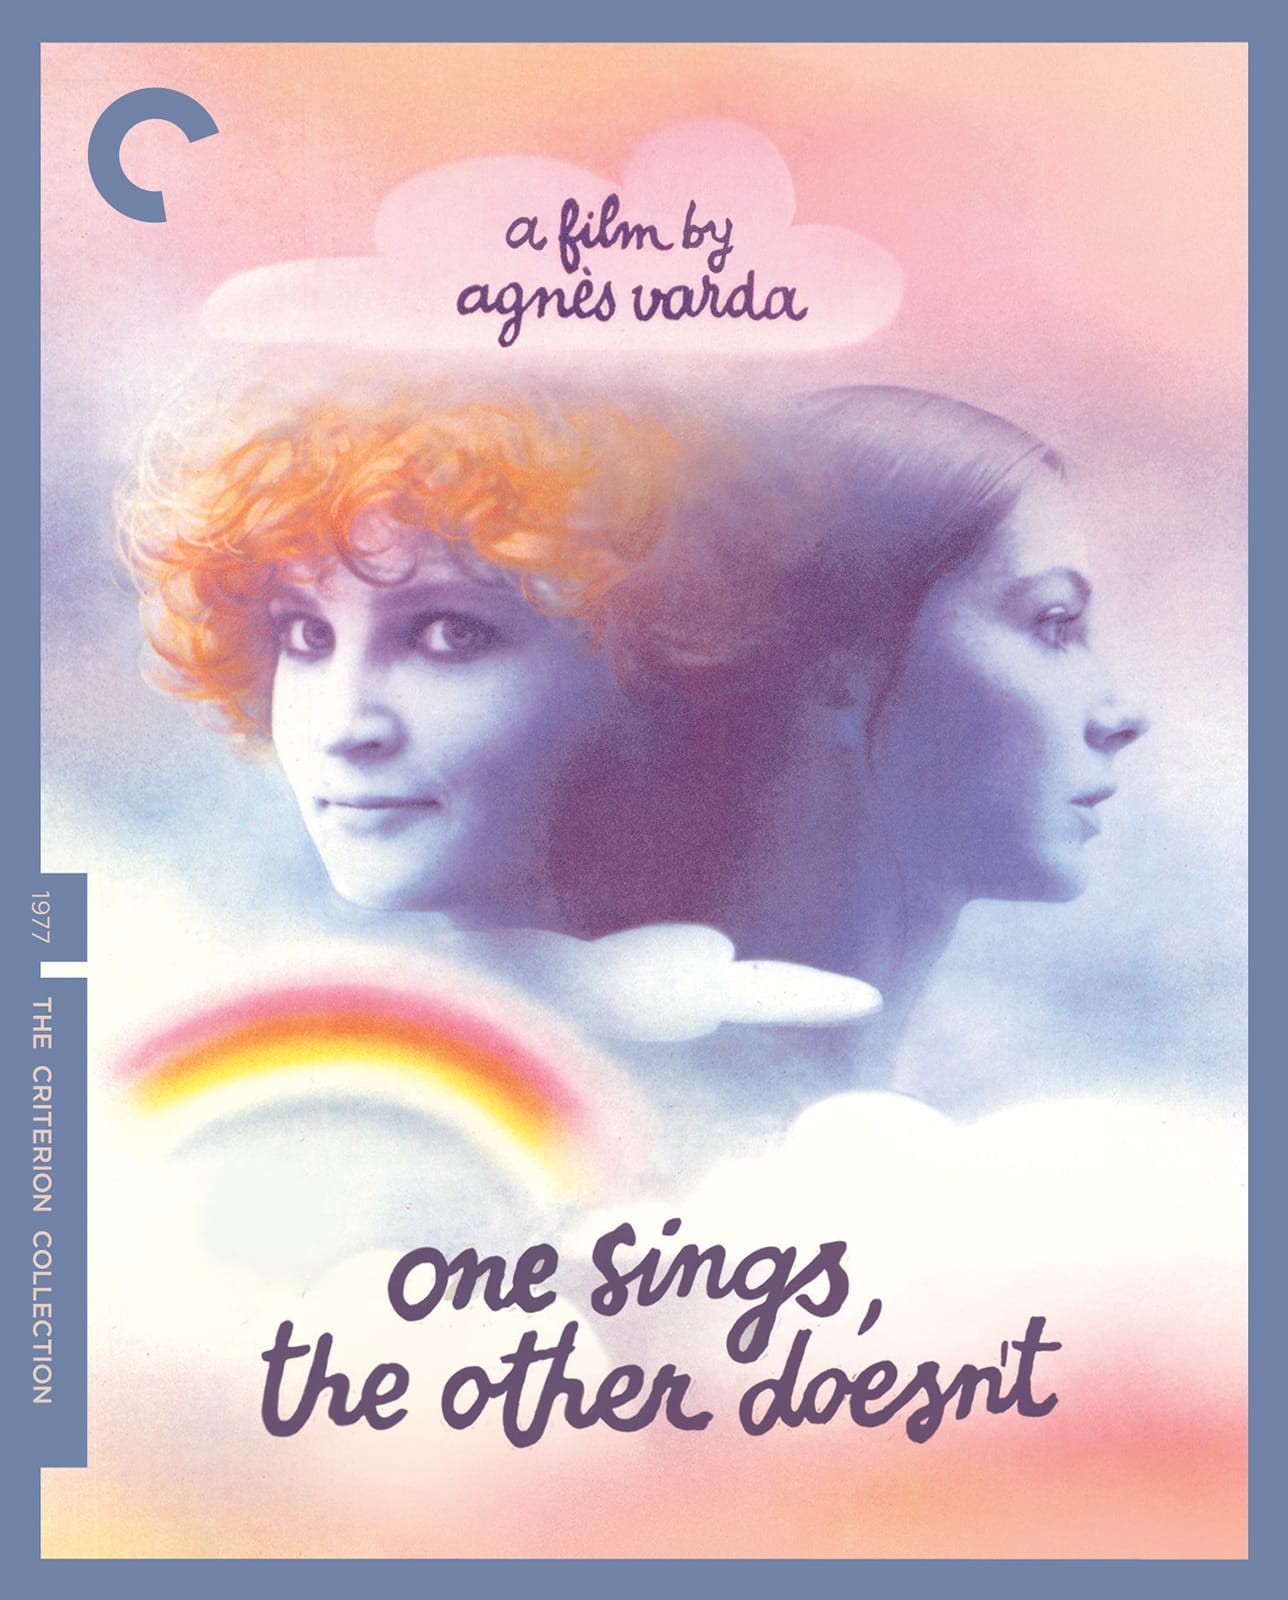 a film by
agnès varda
1977
THE CRITERION COLLECTION
one sings,
the other doesn't